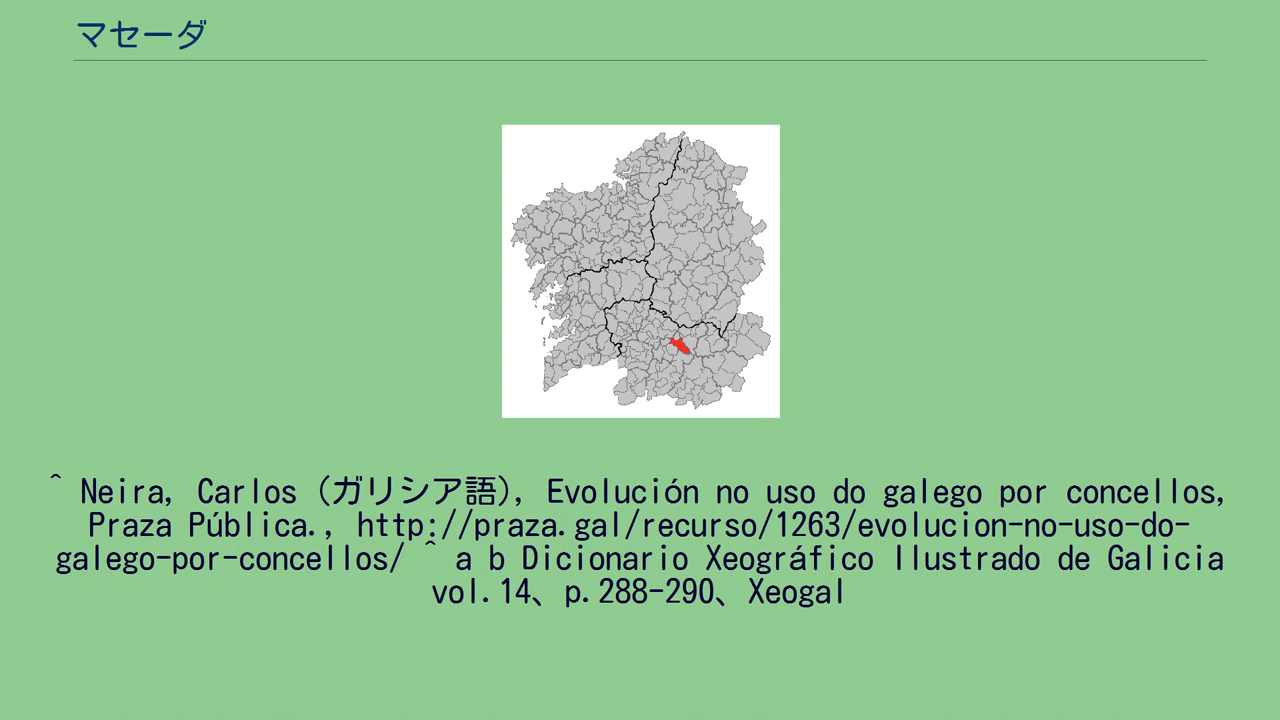 マセーダ
^ Neira, Carlos (ガリシア語), Evolución no uso do galego por concellos,
Praza Pública., http://praza.gal/recurso/1263/evolucion-no-uso-do-
galego-por-concellos/ ^ a b Dicionario Xeográfico Ilustrado de Galicia
vol.14、p.288-290、Xeogal